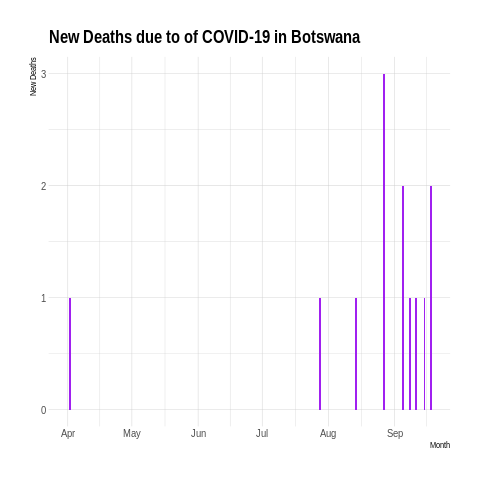 New Deaths due to of COVID-19 in Botswana
New Deaths
3
2
1
0
Apr May Jun Jul Aug Sep
Month